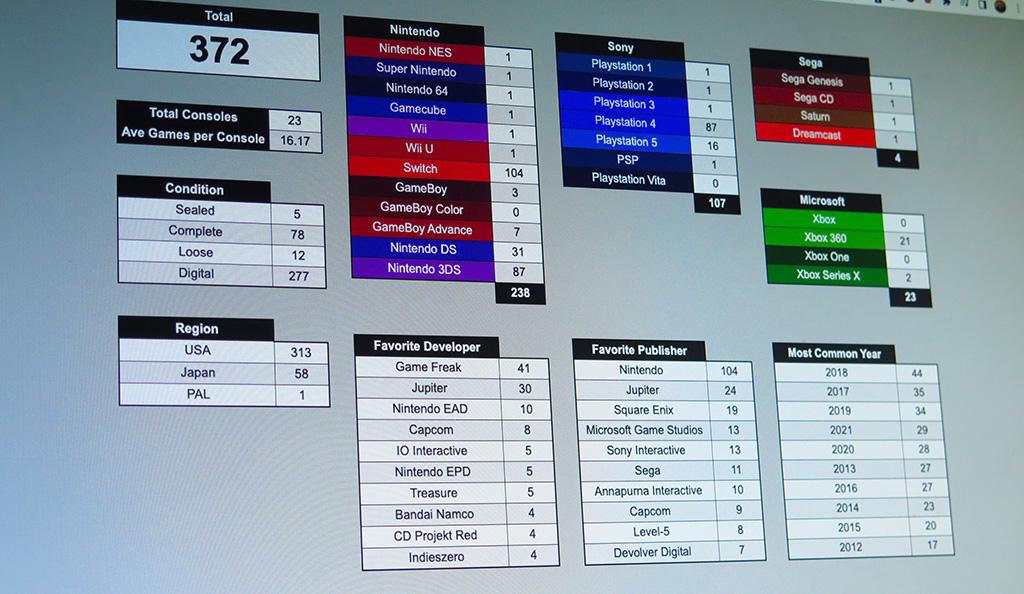 Total
372
Total Consoles 23
Ave Games per Console 16.17
Condition
Sealed 5
Complete 78
Loose 12
Digital 277
Region
USA 313
Japan 58
PAL 1
Nintendo
Nintendo NES 1
Super Nintendo 1
Nintendo 64 1
Gamecube 1
Wii 1
Wii U 1
Switch 104
GameBoy 3
GameBoy Color 0
GameBoy Advance 7
Nintendo DS 31
Nintendo 3DS 87
238
Sony
Playstation 1 1
Playstation 2 1
Playstation 3 1
Playstation 4 87
Playstation 5 16
PSP 1
Playstation Vita 0
107
Sega
Sega Genesis 1
Sega CD 1
Saturn 1
Dreamcast 1
4
Microsoft
Xbox 0
Xbox 360 21
Xbox One 0
Xbox Series X 2
23
Favorite Developer
Game Freak 41
Jupiter 30
Nintendo EAD 10
Capcom 8
IO Interactive 5
Nintendo EPD 5
Treasure 5
Bandai Namco 4
CD Projekt Red 4
Indieszero 4
Favorite Publisher
Nintendo 104
Jupiter 24
Square Enix 19
Microsoft Game Studios 13
Sony Interactive 13
Sega 11
Annapurna Interactive 10
Capcom 9
Level-5 8
Devolver Digital 7
Most Common Year
2018 44
2017 35
2019 34
2021 29
2020 28
2013 27
2016 27
2014 23
2015 20
2012 17